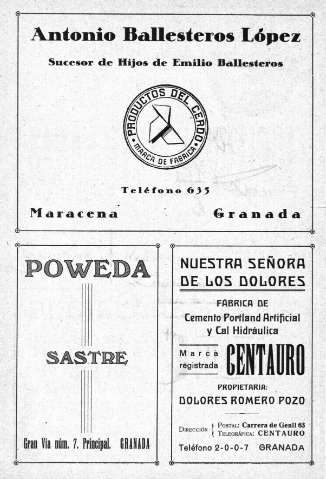 Antonio Ballesteros López
Sucesor de Hijos de Emilio Ballesteros
PRODUCTOS DEL CERDO
MARCA DE FABRICA
Teléfono 635
Maracena Granada
POWEDA
SASTRE
Gran Vía núm. 7. Principal. GRANADA
NUESTRA SEÑORA
DE LOS DOLORES
FABRICA DE
Cemento Portland Artificial
y Cal Hidráulica
Marca
registrada CENTAURO
PROPIETARIA:
DOLORES ROMERO POZO
DIRECCIÓN POSTAL: Carrera de Genil 65
TELEGRÁFICA: CENTAURO
Teléfono 2-0-0-7 GRANADA